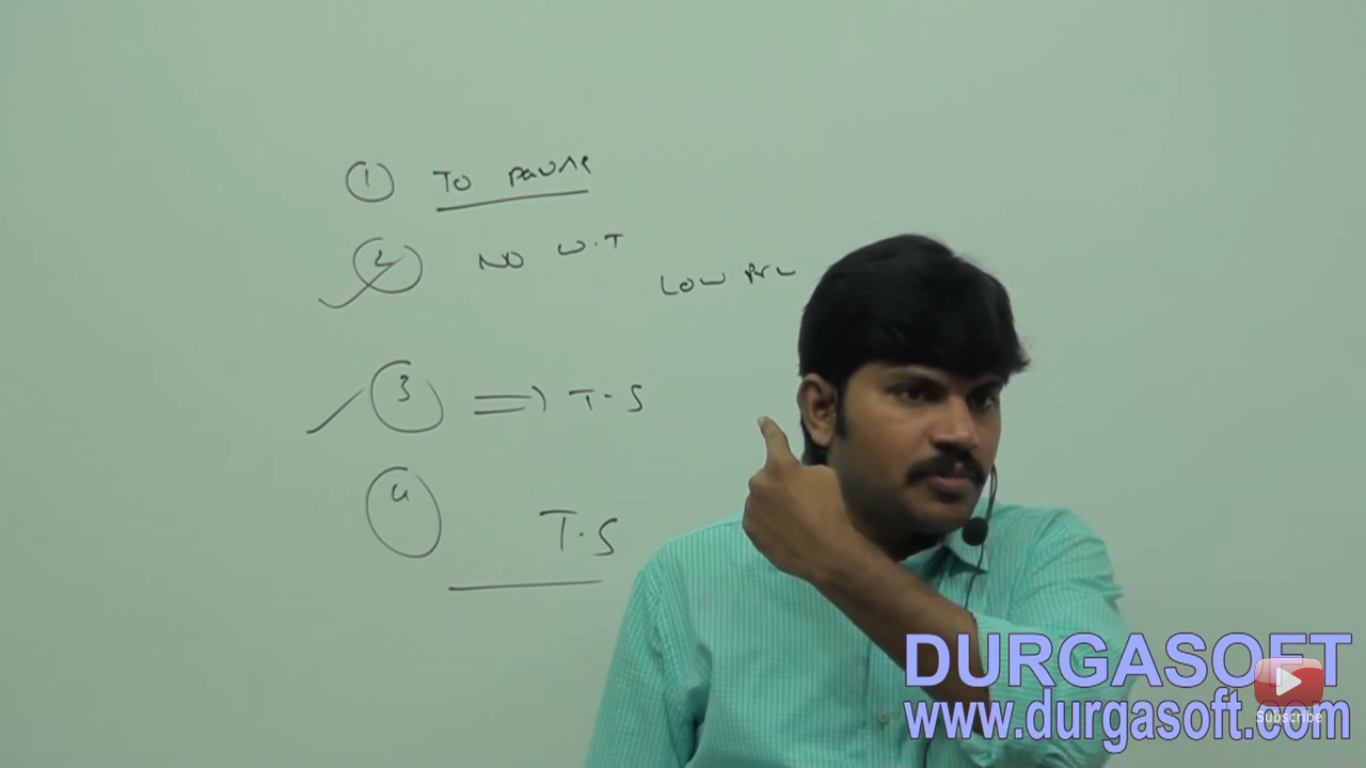 1 To pause
2 NO W.T
LOW Pri
3 => T.S
4 T.S
DURGASOFT
www.durgasoft.com
Subscribe